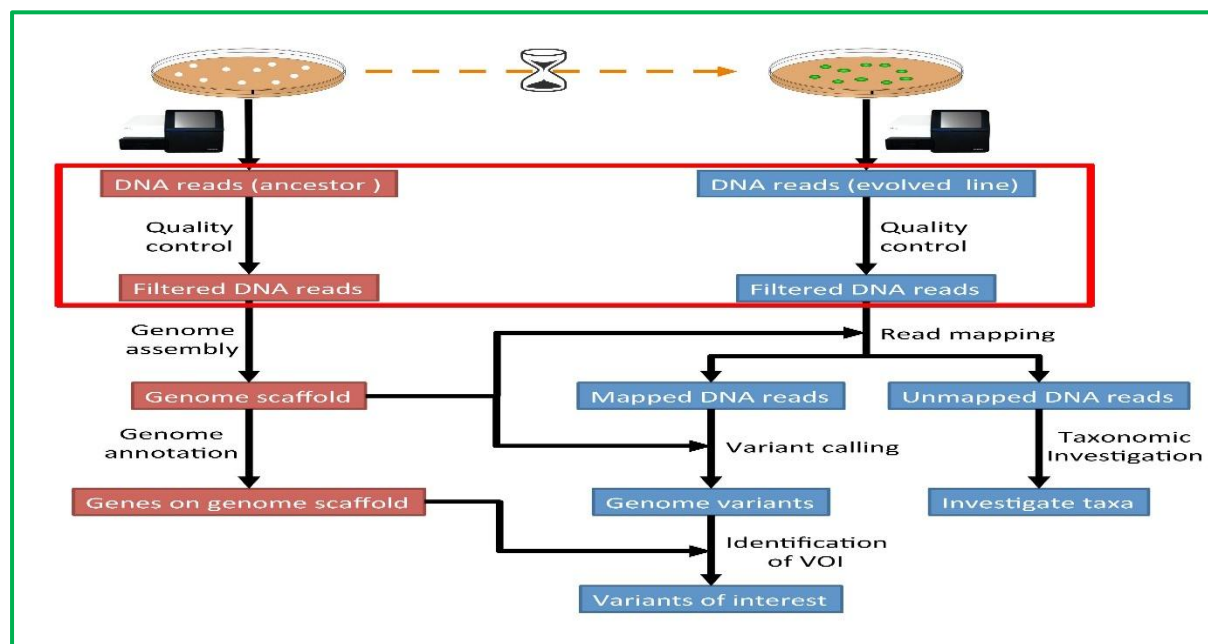 DNA reads (ancestor )
DNA reads (evolved line)
Quality
control
Quality
control
Filtered DNA reads
Filtered DNA reads
Genome
assembly
Read mapping
Genome scaffold
Mapped DNA reads
Unmapped DNA reads
Genome
annotation
Variant calling
Taxonomic
Investigation
Genes on genome scaffold
Genome variants
Investigate taxa
Identification
of VOI
Variants of interest